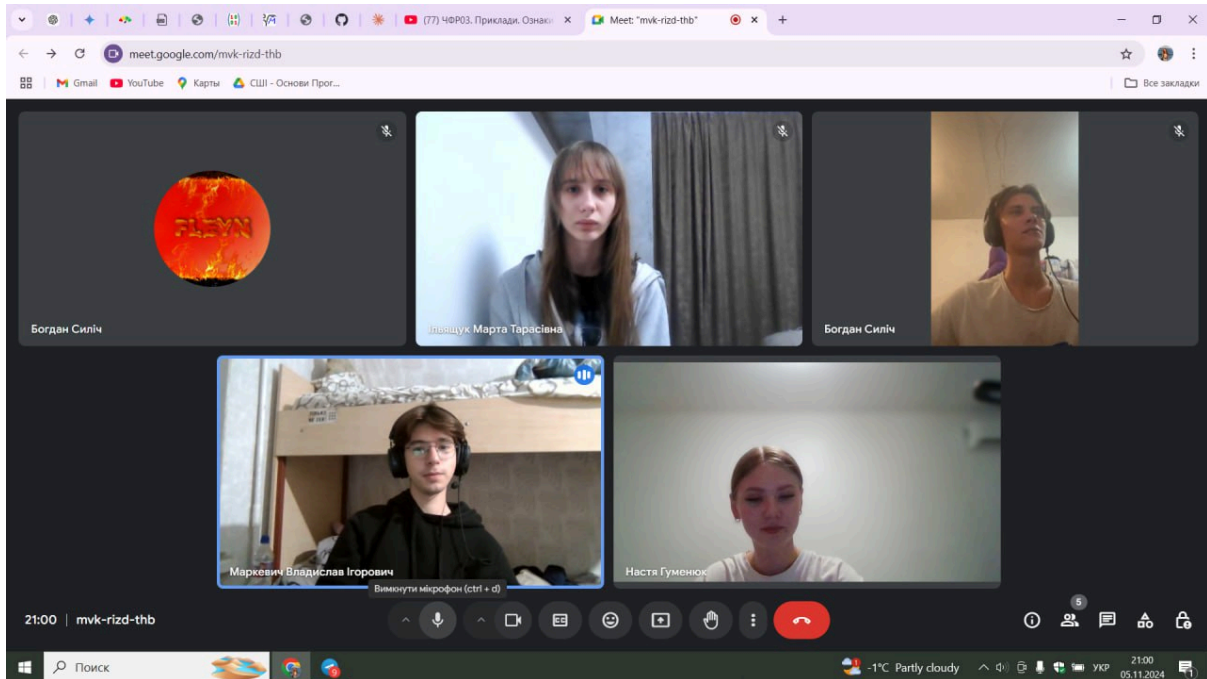 (77) ЧФР03. Приклади. Ознаки
Meet: "mvk-rizd-thb"
meet.google.com/mvk-rizd-thb
Gmail
YouTube
Карты
СШІ - Основи Прог...
Все закладки
FLEYN
Богдан Силіч
Ільящук Марта Тарасівна
Богдан Силіч
Маркевич Владислав Ігорович
Настя Гуменюк
Вимкнути мікрофон (ctrl + d)
21:00 | mvk-rizd-thb
5
Поиск
-1°C Partly cloudy
УКР
21:00
05.11.2024